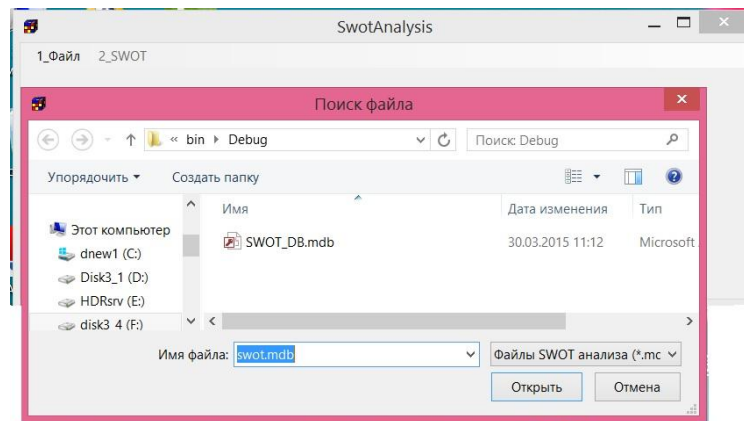 SwotAnalysis
1_Файл 2_SWOT
Поиск файла
« bin Debug Поиск: Debug
Упорядочить Создать папку
Имя Дата изменения Тип
Этот компьютер
SWOT_DB.mdb 30.03.2015 11:12 Microsoft
dnew1 (C:)
Disk3_1 (D:)
HDRsrv (E:)
disk3 4 (F:)
Имя файла: swot.mdb Файлы SWOT анализа (*.mc
Открыть Отмена